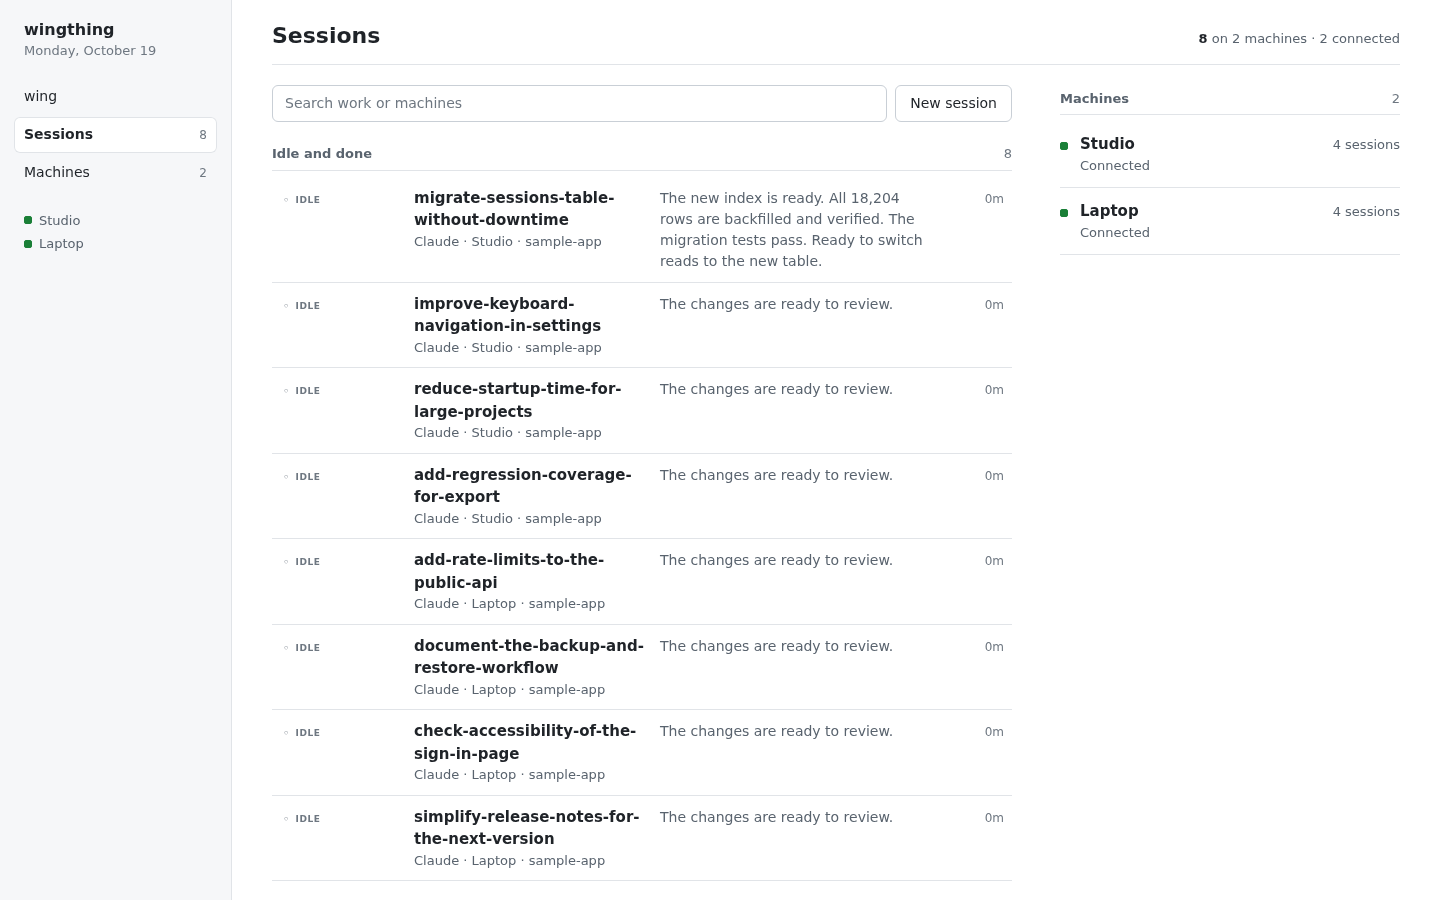 wingthing
Monday, October 19
wing
Sessions 8
Machines 2
Studio
Laptop
Sessions
8 on 2 machines · 2 connected
Search work or machines
New session
Idle and done 8
◦ IDLE
migrate-sessions-table-
without-downtime
Claude · Studio · sample-app
The new index is ready. All 18,204
rows are backfilled and verified. The
migration tests pass. Ready to switch
reads to the new table.
0m
◦ IDLE
improve-keyboard-
navigation-in-settings
Claude · Studio · sample-app
The changes are ready to review.
0m
◦ IDLE
reduce-startup-time-for-
large-projects
Claude · Studio · sample-app
The changes are ready to review.
0m
◦ IDLE
add-regression-coverage-
for-export
Claude · Studio · sample-app
The changes are ready to review.
0m
◦ IDLE
add-rate-limits-to-the-
public-api
Claude · Laptop · sample-app
The changes are ready to review.
0m
◦ IDLE
document-the-backup-and-
restore-workflow
Claude · Laptop · sample-app
The changes are ready to review.
0m
◦ IDLE
check-accessibility-of-the-
sign-in-page
Claude · Laptop · sample-app
The changes are ready to review.
0m
◦ IDLE
simplify-release-notes-for-
the-next-version
Claude · Laptop · sample-app
The changes are ready to review.
0m
Machines 2
Studio 4 sessions
Connected
Laptop 4 sessions
Connected